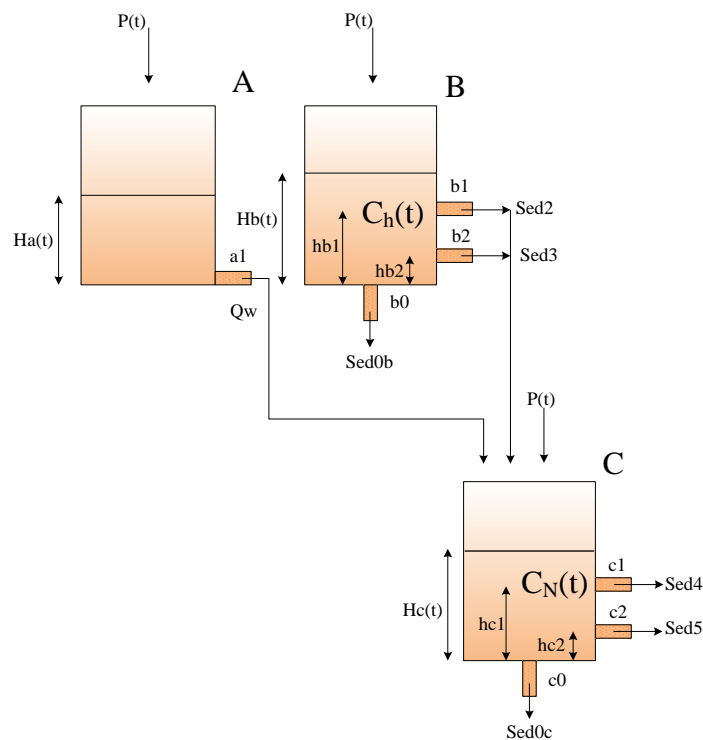 P(t)
P(t)
A
B
b1
Sed2
Ch(t)
Hb(t)
hb1
b2
Sed3
Ha(t)
hb2
a1
b0
Qw
Sed0b
P(t)
C
c1
CN(t)
Sed4
Hc(t)
hc1
c2
Sed5
hc2
c0
Sed0c